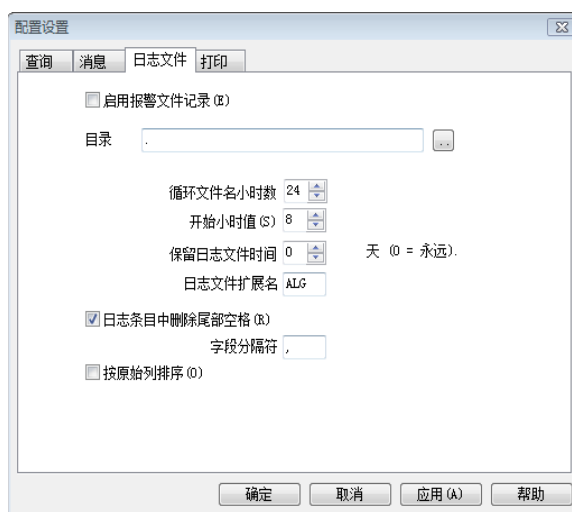 配置设置
查询 消息 日志文件 打印
启用报警文件记录(E)
目录 . ..
循环文件名小时数 24
开始小时值(S) 8
保留日志文件时间 0 天 (0 = 永远).
日志文件扩展名 ALG
日志条目中删除尾部空格(R)
字段分隔符 ,
按原始列排序(O)
确定 取消 应用(A) 帮助